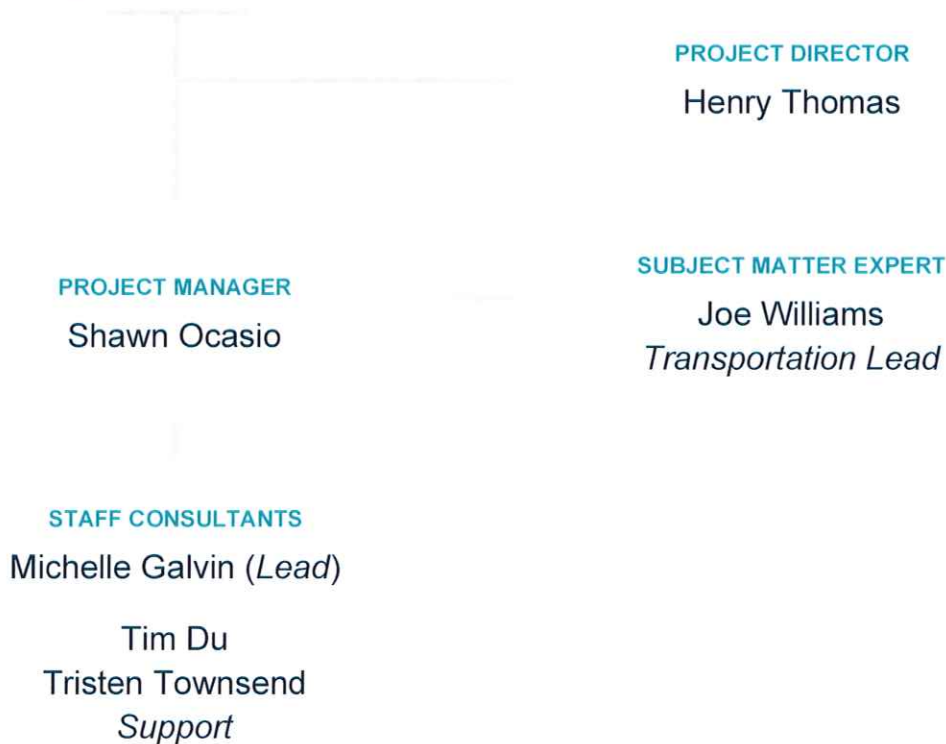 PROJECT DIRECTOR
Henry Thomas
PROJECT MANAGER
Shawn Ocasio
SUBJECT MATTER EXPERT
Joe Williams
Transportation Lead
STAFF CONSULTANTS
Michelle Galvin (Lead)
Tim Du
Tristen Townsend
Support